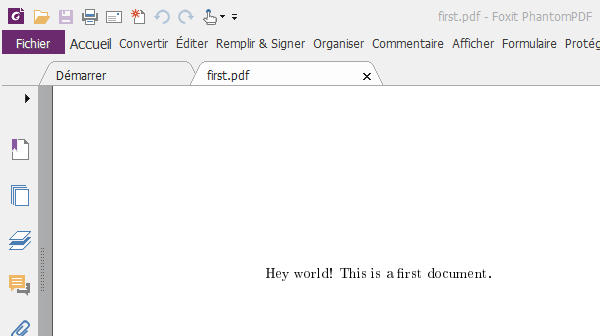 first.pdf - Foxit PhantomPDF
Fichier Accueil Convertir Éditer Remplir & Signer Organiser Commentaire Afficher Formulaire Protég
Démarrer first.pdf
Hey world! This is a first document.